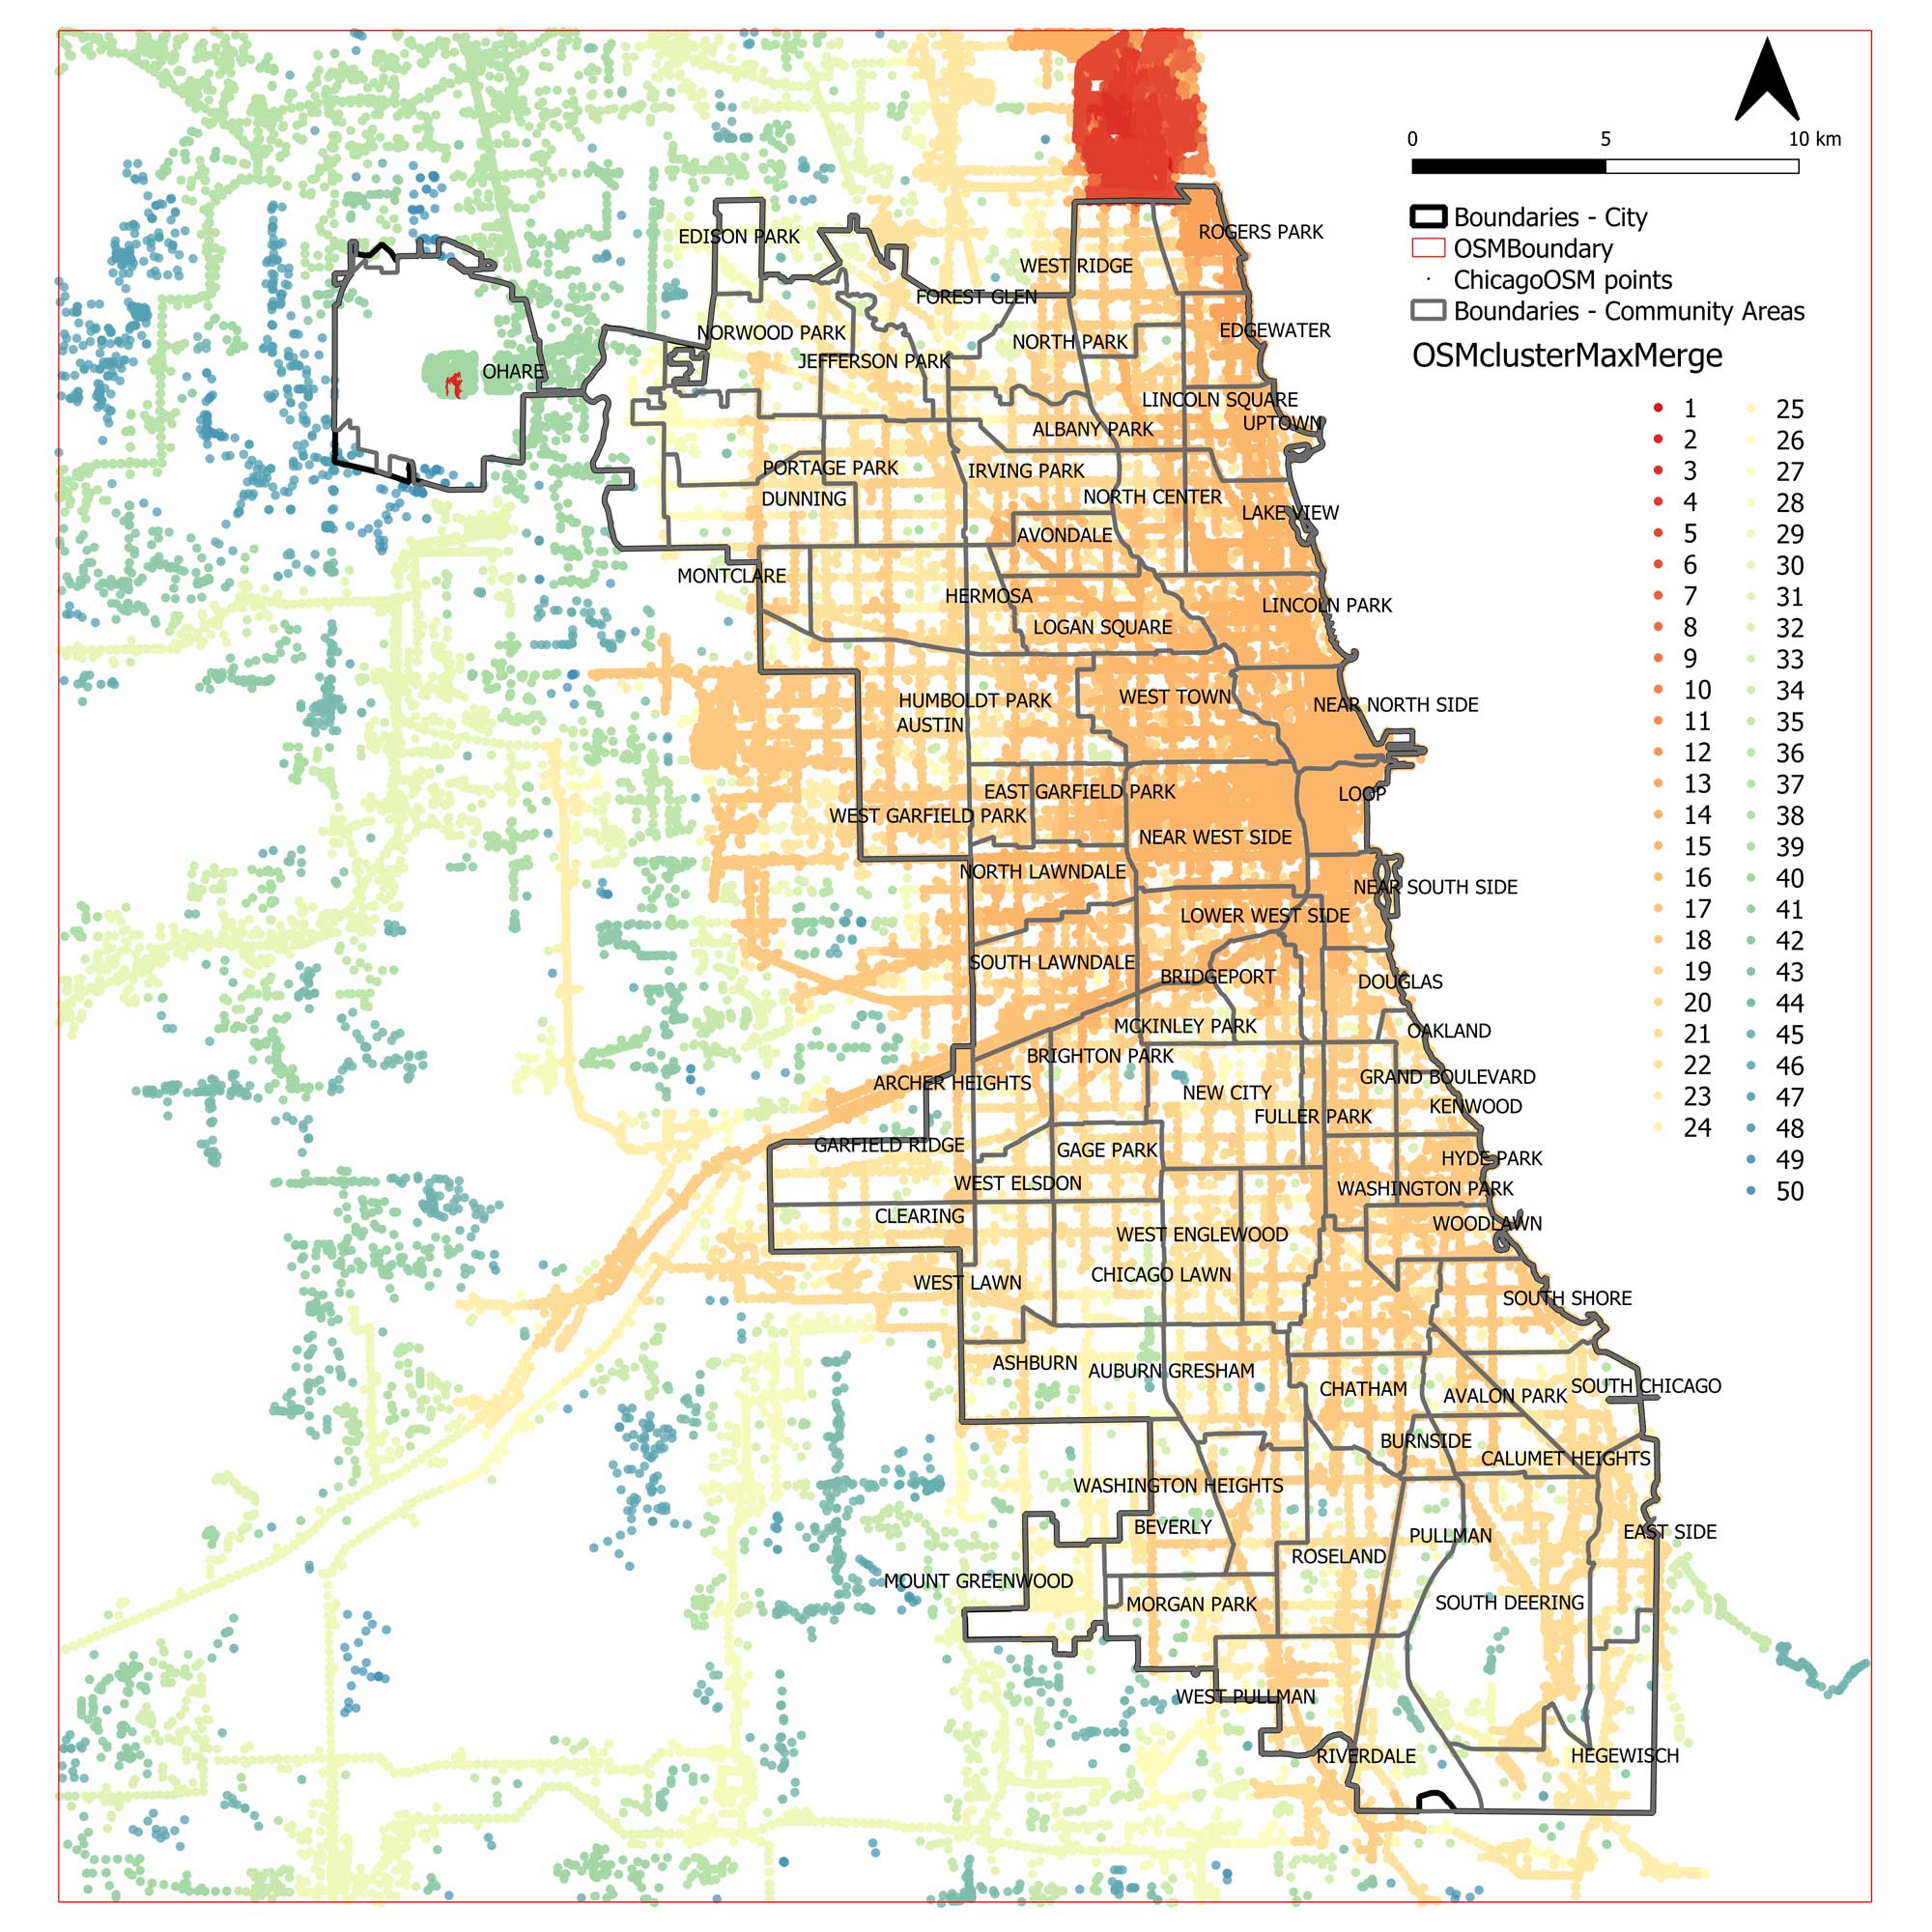 0 5 10 km
Boundaries - City
OSMBoundary
ChicagoOSM points
Boundaries - Community Areas
OSMclusterMaxMerge
1 25
2 26
3 27
4 28
5 29
6 30
7 31
8 32
9 33
10 34
11 35
12 36
13 37
14 38
15 39
16 40
17 41
18 42
19 43
20 44
21 45
22 46
23 47
24 48
49
50
ROGERS PARK
EDISON PARK
WEST RIDGE
FOREST GLEN
EDGEWATER
NORWOOD PARK
NORTH PARK
JEFFERSON PARK
OHARE
LINCOLN SQUARE
UPTOWN
ALBANY PARK
PORTAGE PARK
IRVING PARK
DUNNING
NORTH CENTER
LAKE VIEW
AVONDALE
MONTCLARE
HERMOSA
LINCOLN PARK
LOGAN SQUARE
HUMBOLDT PARK
WEST TOWN
NEAR NORTH SIDE
AUSTIN
EAST GARFIELD PARK
LOOP
WEST GARFIELD PARK
NEAR WEST SIDE
NORTH LAWNDALE
NEAR SOUTH SIDE
LOWER WEST SIDE
SOUTH LAWNDALE
BRIDGEPORT
DOUGLAS
MCKINLEY PARK
OAKLAND
BRIGHTON PARK
ARCHER HEIGHTS
GRAND BOULEVARD
NEW CITY
KENWOOD
FULLER PARK
GARFIELD RIDGE
GAGE PARK
HYDE PARK
WEST ELSDON
WASHINGTON PARK
CLEARING
WOODLAWN
WEST ENGLEWOOD
CHICAGO LAWN
WEST LAWN
SOUTH SHORE
ASHBURN
AUBURN GRESHAM
CHATHAM
AVALON PARK
SOUTH CHICAGO
BURNSIDE
CALUMET HEIGHTS
WASHINGTON HEIGHTS
BEVERLY
PULLMAN
EAST SIDE
ROSELAND
MOUNT GREENWOOD
MORGAN PARK
SOUTH DEERING
WEST PULLMAN
RIVERDALE
HEGEWISCH